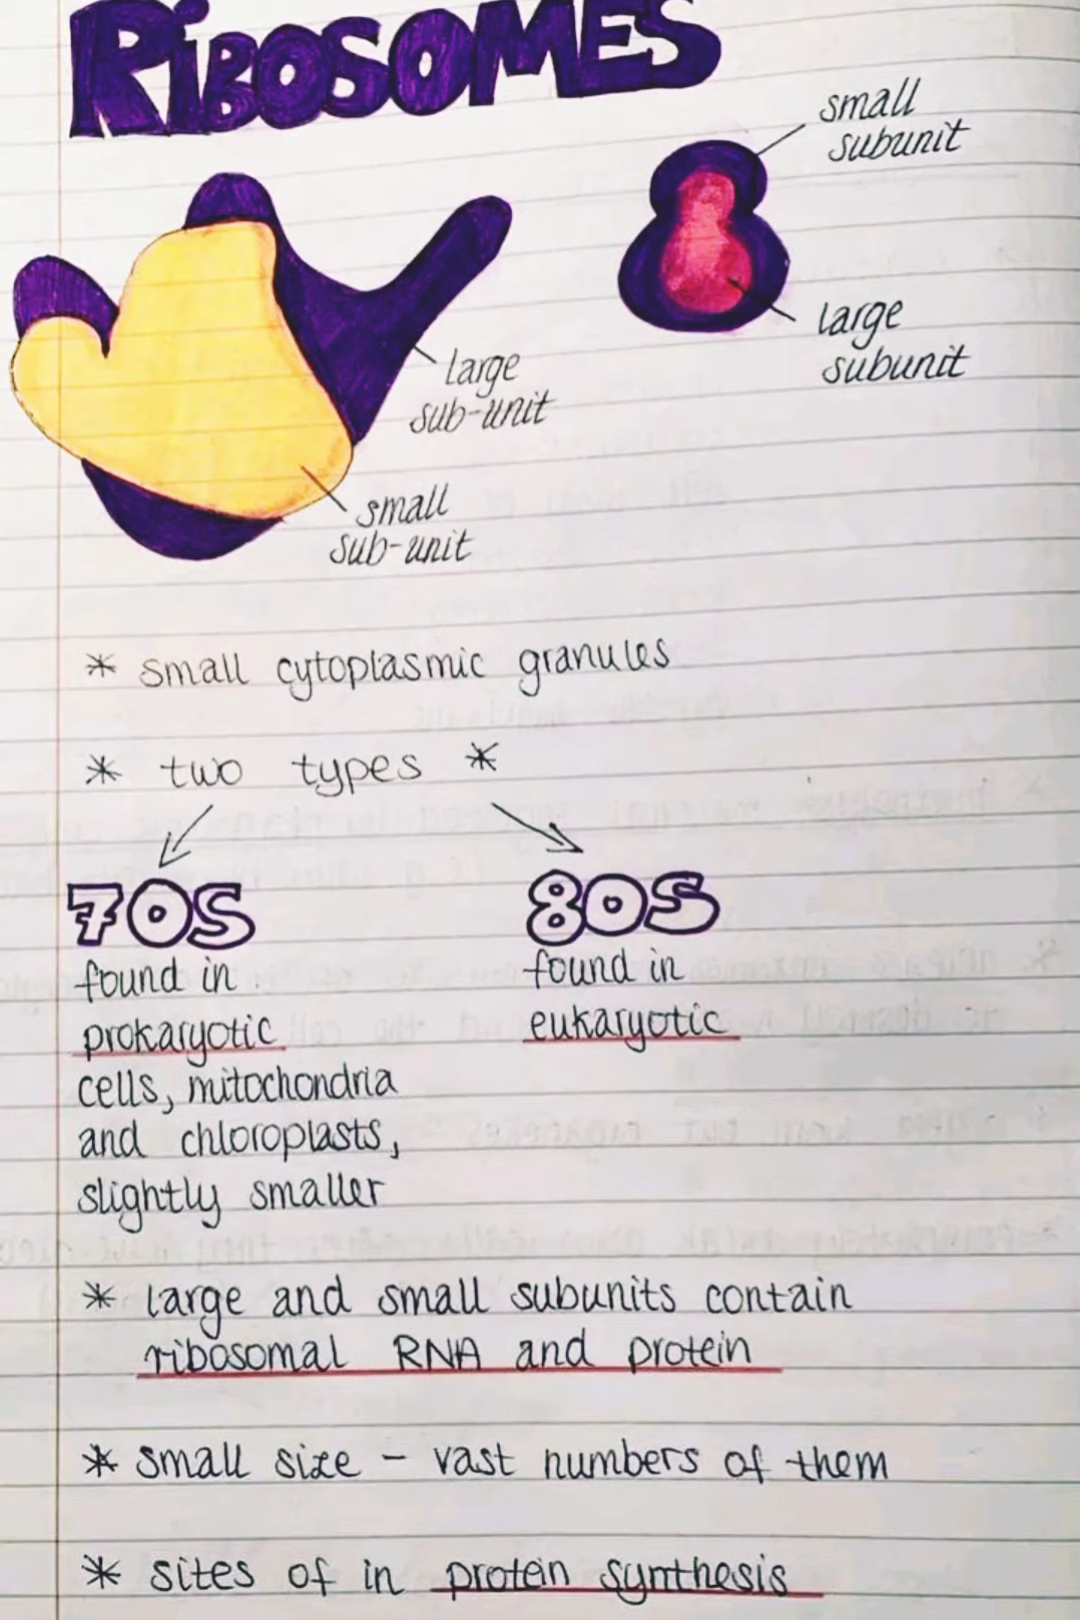 RiBOSOMES
small
subunit
large
subunit
large
sub-unit
small
sub-unit
* small cytoplasmic granules
* two types *
70S
found in
prokaryotic
cells, mitochondria
and chloroplasts,
slightly smaller
80S
found in
eukaryotic
* large and small subunits contain
ribosomal RNA and protein
* small size - vast numbers of them
* sites of in protein synthesis